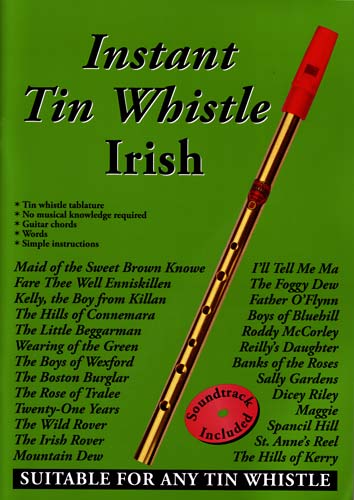 Instant
Tin Whistle
Irish
* Tin whistle tablature
* No musical knowledge required
* Guitar chords
* Words
* Simple instructions
Maid of the Sweet Brown Knowe
Fare Thee Well Enniskillen
Kelly, the Boy from Killan
The Hills of Connemara
The Little Beggarman
Wearing of the Green
The Boys of Wexford
The Boston Burglar
The Rose of Tralee
Twenty-One Years
The Wild Rover
The Irish Rover
Mountain Dew
I'll Tell Me Ma
The Foggy Dew
Father O'Flynn
Boys of Bluehill
Roddy McCorley
Reilly's Daughter
Banks of the Roses
Sally Gardens
Dicey Riley
Maggie
Spancil Hill
St. Anne's Reel
The Hills of Kerry
Soundtrack
Included
SUITABLE FOR ANY TIN WHISTLE